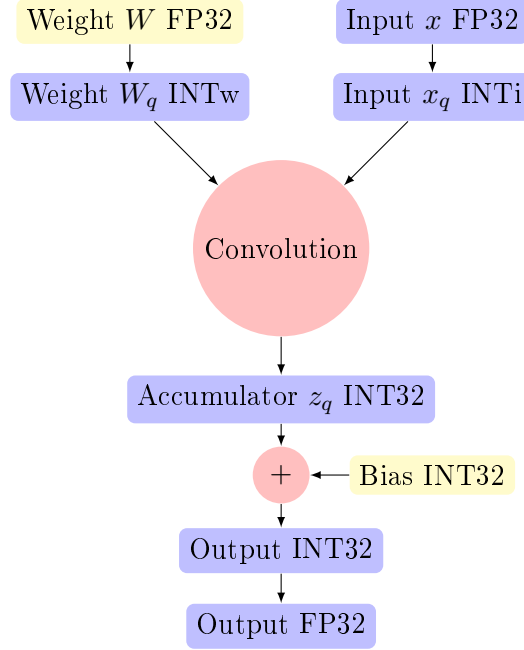 Weight W FP32
Input x FP32
Weight W_q INTw
Input x_q INTi
Convolution
Accumulator z_q INT32
+
Bias INT32
Output INT32
Output FP32